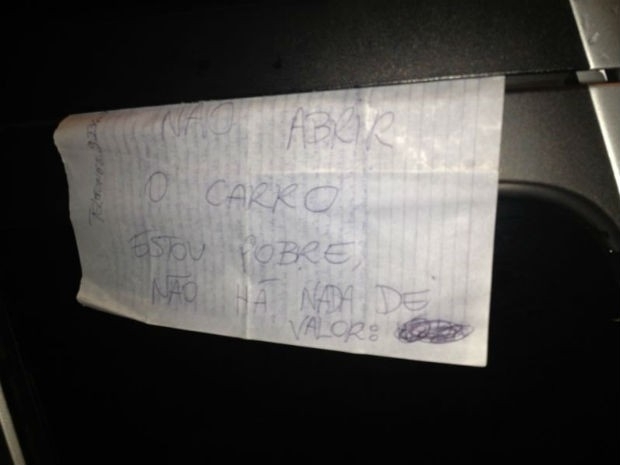 NÃO ABRIR
O CARRO
ESTOU POBRE,
NÃO HÁ NADA DE
VALOR: